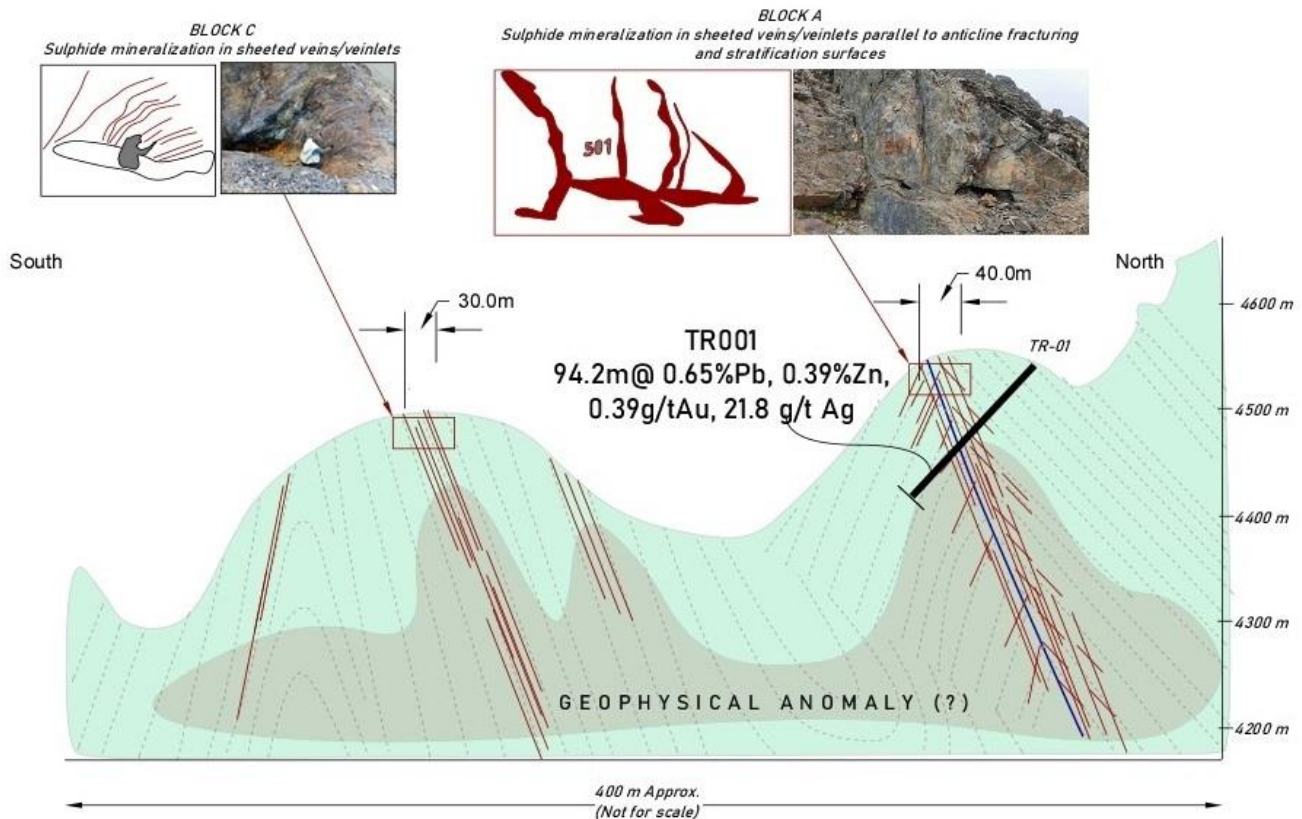 BLOCK C
Sulphide mineralization in sheeted veins/veinlets
BLOCK A
Sulphide mineralization in sheeted veins/veinlets parallel to anticline fracturing
and stratification surfaces
501
South
North
30.0m
40.0m
TR001
94.2m@ 0.65%Pb, 0.39%Zn,
0.39g/tAu, 21.8 g/t Ag
TR-01
4600 m
4500 m
4400 m
4300 m
4200 m
GEOPHYSICAL ANOMALY (?)
400 m Approx.
(Not for scale)